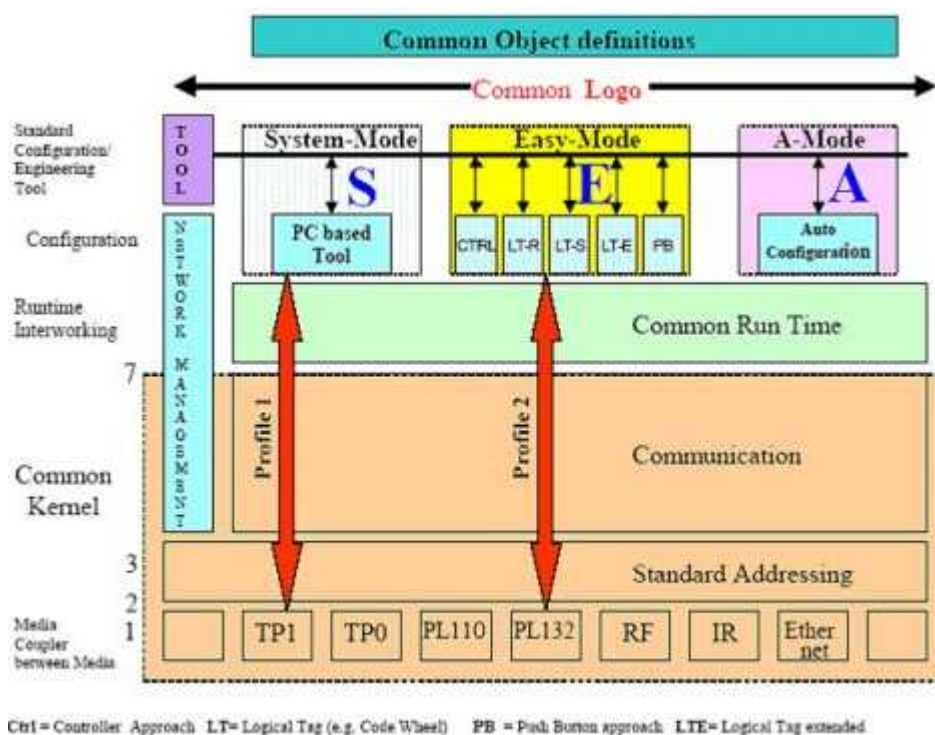 Common Object definitions
Common Logo
Standard
Configuration/
Engineering
Tool
TOOL
System-Mode
Easy-Mode
A-Mode
S
E
A
Configuration
PC based
Tool
CTRL
LT-R
LT-S
LT-E
PB
Auto
Configuration
NETWORK MANAGEMENT
Runtime
Interworking
Common Run Time
7
Profile 1
Profile 2
Communication
Common
Kernel
3
Standard Addressing
2
Media
Coupler
between Media
1
TP1
TP0
PL110
PL132
RF
IR
Ether
net
Ctrl = Controller Approach LT= Logical Tag (e.g. Code Wheel) PB = Push Button approach LTE= Logical Tag extended